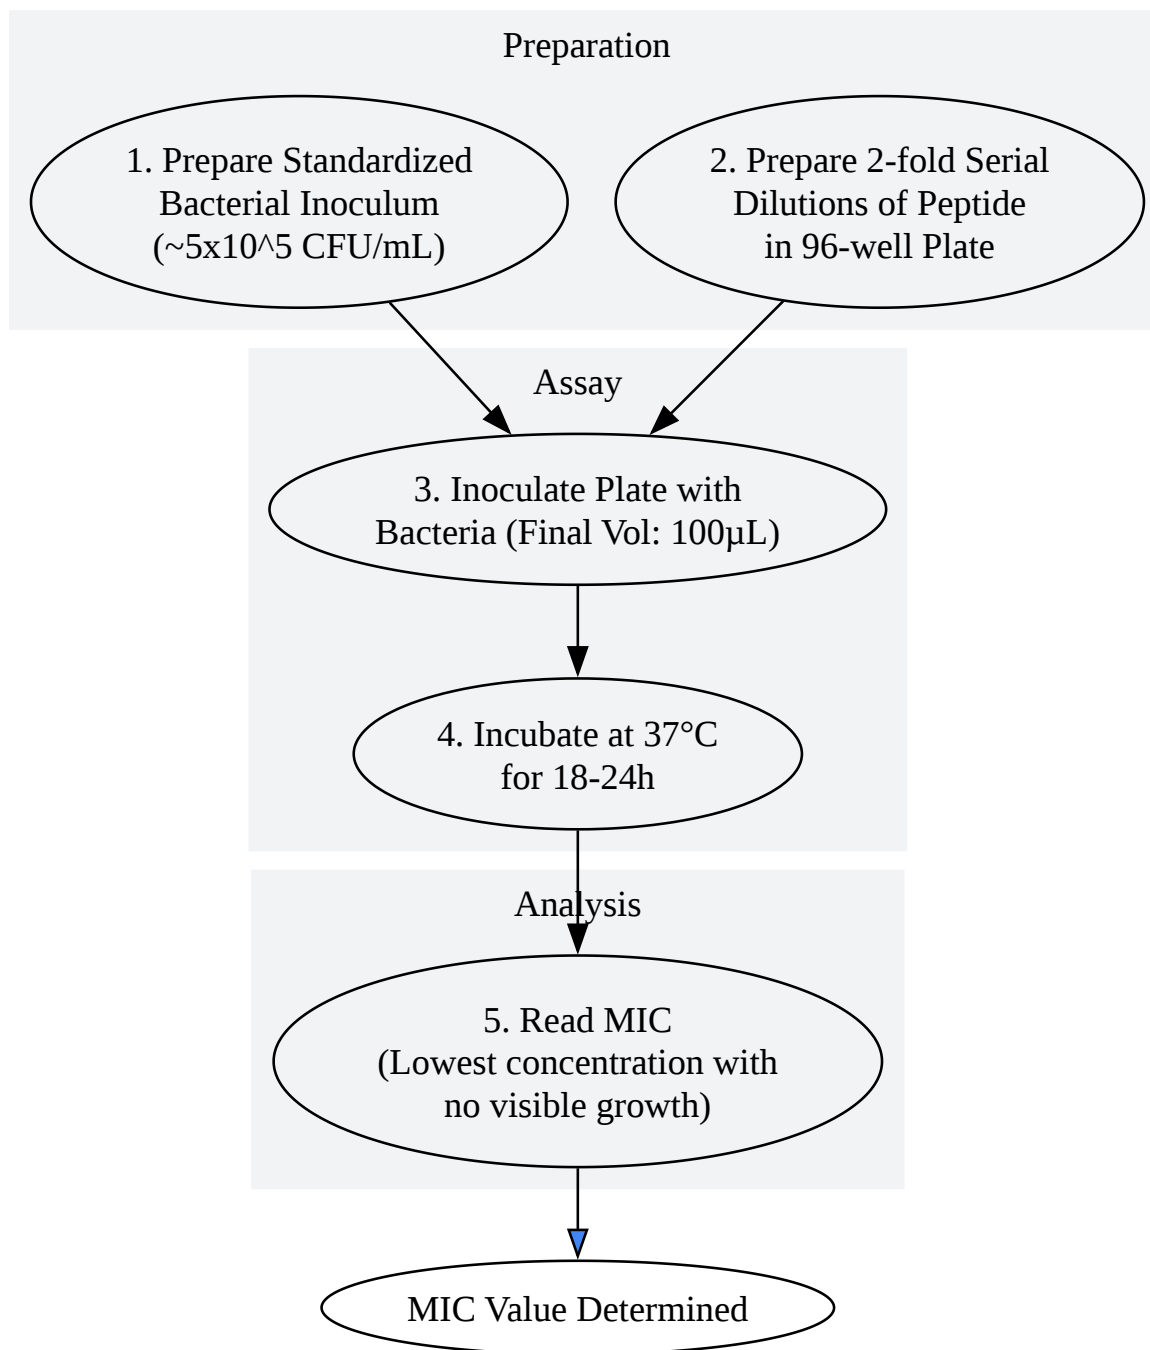 Preparation
1. Prepare Standardized
Bacterial Inoculum
(~5x10^5 CFU/mL)
2. Prepare 2-fold Serial
Dilutions of Peptide
in 96-well Plate
Assay
3. Inoculate Plate with
Bacteria (Final Vol: 100µL)
4. Incubate at 37°C
for 18-24h
Analysis
5. Read MIC
(Lowest concentration with
no visible growth)
MIC Value Determined